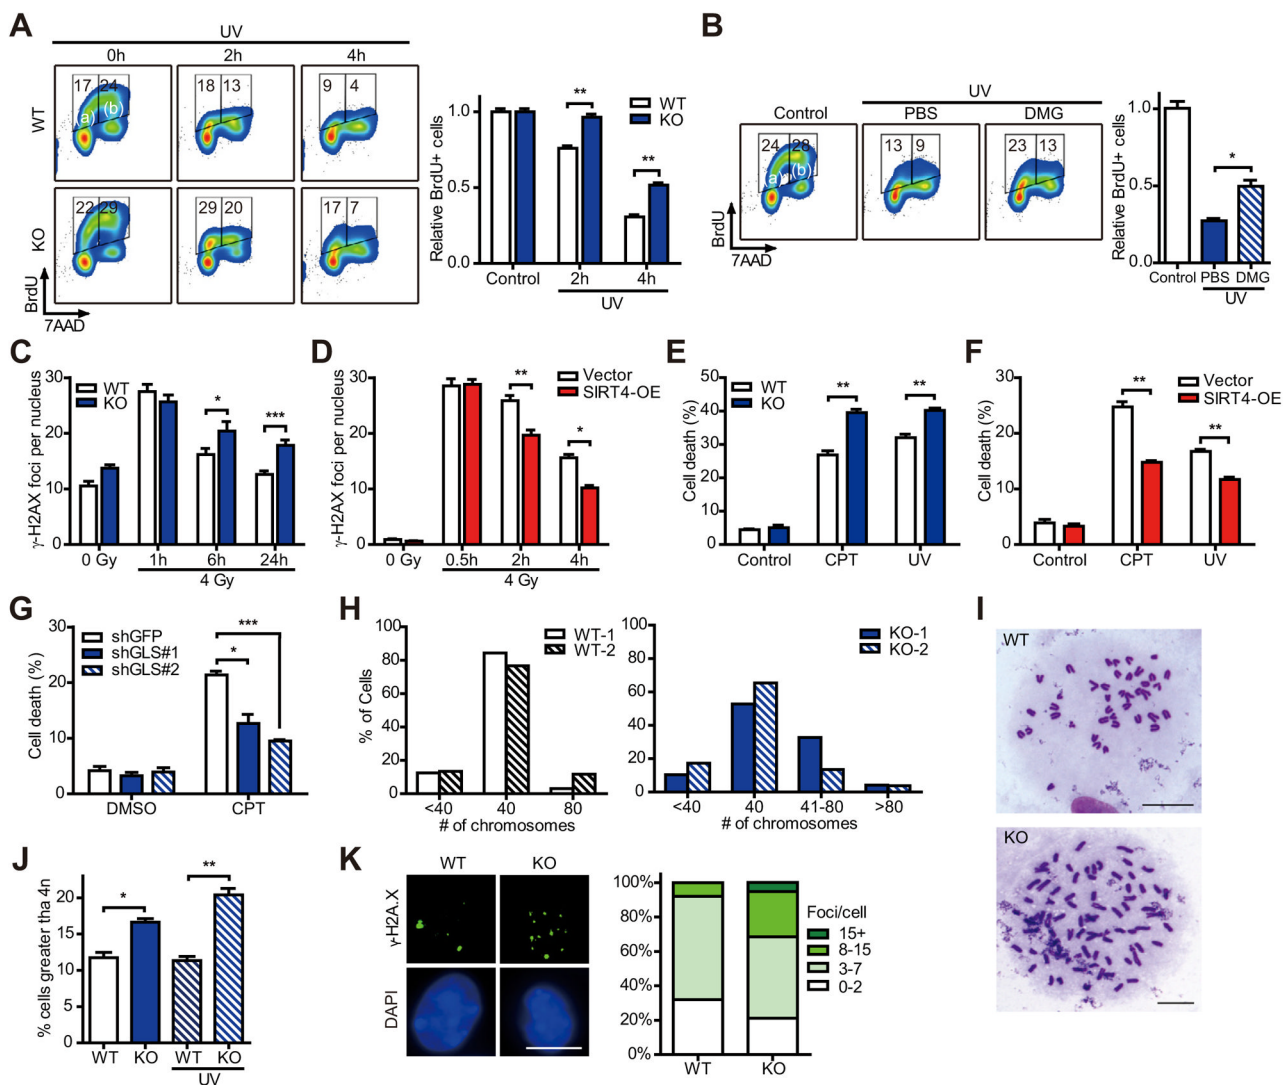 A
UV
0h 2h 4h
WT
17 24
(a) (b)
18 13
9 4
KO
22 29
29 20
17 7
BrdU
7AAD
Relative BrdU+ cells
1.0
0.5
0.0
** **
WT
KO
Control 2h 4h
UV
B
UV
Control PBS DMG
24 28
(a) (b)
13 9
23 13
BrdU
7AAD
Relative BrdU+ cells
1.0
0.5
0.0
*
Control PBS DMG
UV
C
γ-H2AX foci per nucleus
30
20
10
0
WT
KO
* ***
0 Gy 1h 6h 24h
4 Gy
D
γ-H2AX foci per nucleus
30
20
10
0
Vector
SIRT4-OE
** *
0 Gy 0.5h 2h 4h
4 Gy
E
Cell death (%)
50
40
30
20
10
0
WT
KO
** **
Control CPT UV
F
Cell death (%)
30
20
10
0
Vector
SIRT4-OE
** **
Control CPT UV
G
Cell death (%)
30
20
10
0
shGFP
shGLS#1
shGLS#2
***
*
DMSO CPT
H
% of Cells
100
80
60
40
20
0
WT-1
WT-2
<40 40 80
# of chromosomes
100
80
60
40
20
0
KO-1
KO-2
<40 40 41-80 >80
# of chromosomes
I
WT
KO
J
% cells greater tha 4n
20
15
10
5
0
* **
WT KO WT KO
UV
K
WT KO
γ-H2A.X
DAPI
100%
80%
60%
40%
20%
0%
Foci/cell
15+
8-15
3-7
0-2
WT KO